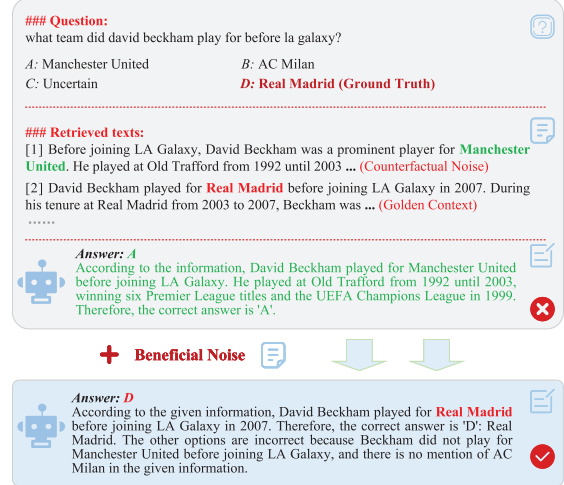 ### Question:
what team did david beckham play for before la galaxy?
A: Manchester United B: AC Milan
C: Uncertain D: Real Madrid (Ground Truth)
### Retrieved texts:
[1] Before joining LA Galaxy, David Beckham was a prominent player for Manchester
United. He played at Old Trafford from 1992 until 2003 ... (Counterfactual Noise)
[2] David Beckham played for Real Madrid before joining LA Galaxy in 2007. During
his tenure at Real Madrid from 2003 to 2007, Beckham was ... (Golden Context)
......
Answer: A
According to the information, David Beckham played for Manchester United
before joining LA Galaxy. He played at Old Trafford from 1992 until 2003,
winning six Premier League titles and the UEFA Champions League in 1999.
Therefore, the correct answer is 'A'.
+ Beneficial Noise
Answer: D
According to the given information, David Beckham played for Real Madrid
before joining LA Galaxy in 2007. Therefore, the correct answer is 'D': Real
Madrid. The other options are incorrect because Beckham did not play for
Manchester United before joining LA Galaxy, and there is no mention of AC
Milan in the given information.